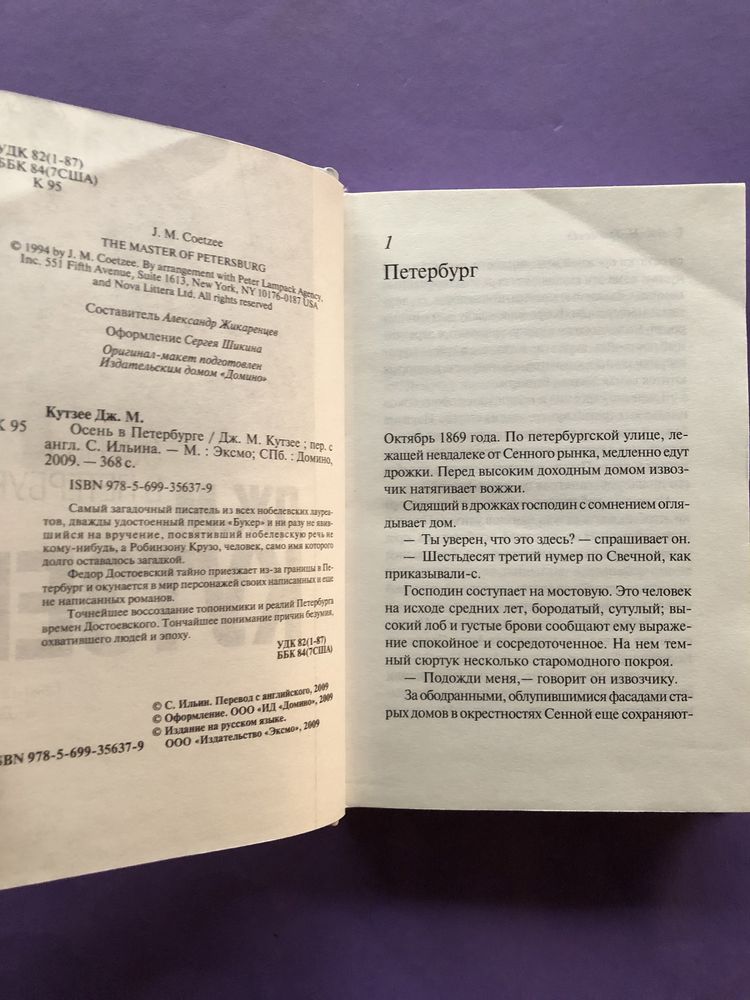 УДК 82(1-87)
ББК 84(7США)
К 95
J. M. Coetzee
THE MASTER OF PETERSBURG
© 1994 by J. M. Coetzee. By arrangement with Peter Lampack Agency,
Inc. 551 Fifth Avenue, Suite 1613, New York, NY 10176-0187 USA
and Nova Littera Ltd. All rights reserved
Составитель Александр Жикаренцев
Оформление Сергея Шикина
Оригинал-макет подготовлен
Издательским домом «Домино»
Кутзее Дж. М.
К 95 Осень в Петербурге / Дж. М. Кутзее ; пер. с
англ. С. Ильина. — М. : Эксмо; СПб. : Домино,
2009. — 368 с.
ISBN 978-5-699-35637-9
Самый загадочный писатель из всех нобелевских лауреа-
тов, дважды удостоенный премии «Букер» и ни разу не явив-
шийся на вручение, посвятивший нобелевскую речь не
кому-нибудь, а Робинзону Крузо, человек, само имя которого
долго оставалось загадкой.
Федор Достоевский тайно приезжает из-за границы в Пе-
тербург и окунается в мир персонажей своих написанных и еще
не написанных романов.
Точнейшее воссоздание топонимики и реалий Петербурга
времен Достоевского. Тончайшее понимание причин безумия,
охватившего людей и эпоху.
УДК 82(1-87)
ББК 84(7США)
© С. Ильин. Перевод с английского, 2009
© Оформление. ООО «ИД «Домино», 2009
© Издание на русском языке.
ООО «Издательство «Эксмо», 2009
ISBN 978-5-699-35637-9
1
Петербург
Октябрь 1869 года. По петербургской улице, ле-
жащей невдалеке от Сенного рынка, медленно едут
дрожки. Перед высоким доходным домом извоз-
чик натягивает вожжи.
Сидящий в дрожках господин с сомнением огля-
дывает дом.
— Ты уверен, что это здесь? — спрашивает он.
— Шестьдесят третий нумер по Свечной, как
приказывали-с.
Господин соступает на мостовую. Это человек
на исходе средних лет, бородатый, сутулый; вы-
сокий лоб и густые брови сообщают ему выраже-
ние спокойное и сосредоточенное. На нем тем-
ный сюртук несколько старомодного покроя.
— Подожди меня,— говорит он извозчику.
За ободранными, облупившимися фасадами ста-
рых домов в окрестностях Сенной еще сохраняют-